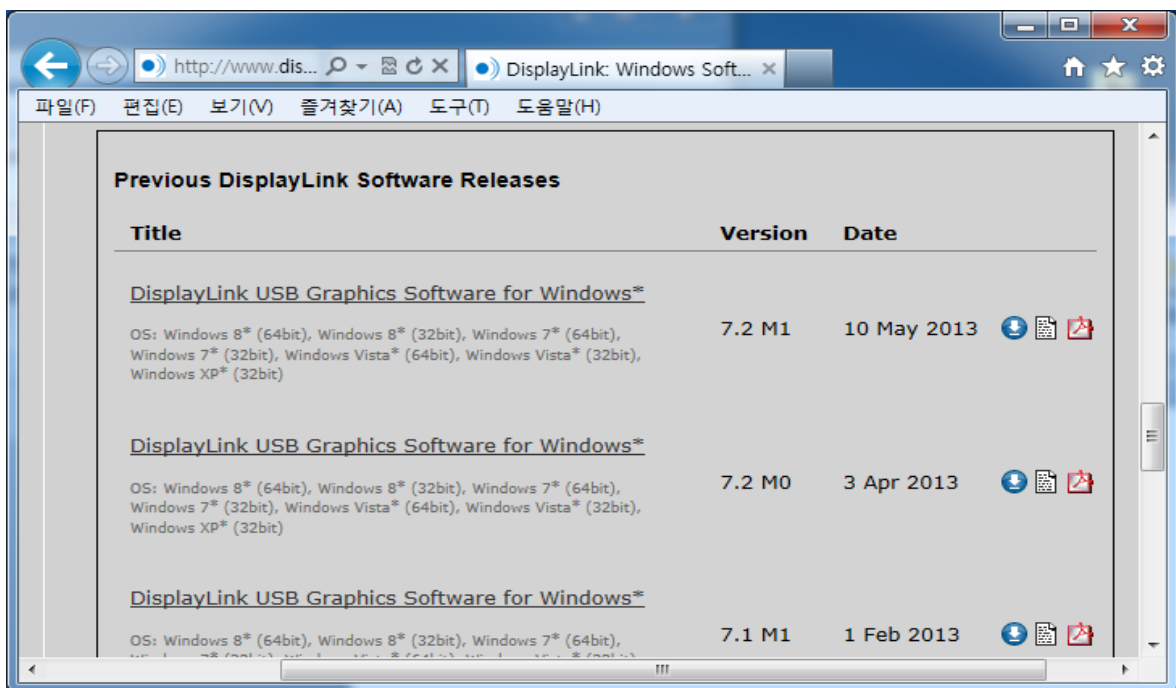 http://www.dis...
DisplayLink: Windows Soft...
파일(F) 편집(E) 보기(V) 즐겨찾기(A) 도구(T) 도움말(H)
Previous DisplayLink Software Releases
Title Version Date
DisplayLink USB Graphics Software for Windows*
OS: Windows 8* (64bit), Windows 8* (32bit), Windows 7* (64bit),
Windows 7* (32bit), Windows Vista* (64bit), Windows Vista* (32bit),
Windows XP* (32bit)
7.2 M1 10 May 2013
DisplayLink USB Graphics Software for Windows*
OS: Windows 8* (64bit), Windows 8* (32bit), Windows 7* (64bit),
Windows 7* (32bit), Windows Vista* (64bit), Windows Vista* (32bit),
Windows XP* (32bit)
7.2 M0 3 Apr 2013
DisplayLink USB Graphics Software for Windows*
OS: Windows 8* (64bit), Windows 8* (32bit), Windows 7* (64bit),
7.1 M1 1 Feb 2013